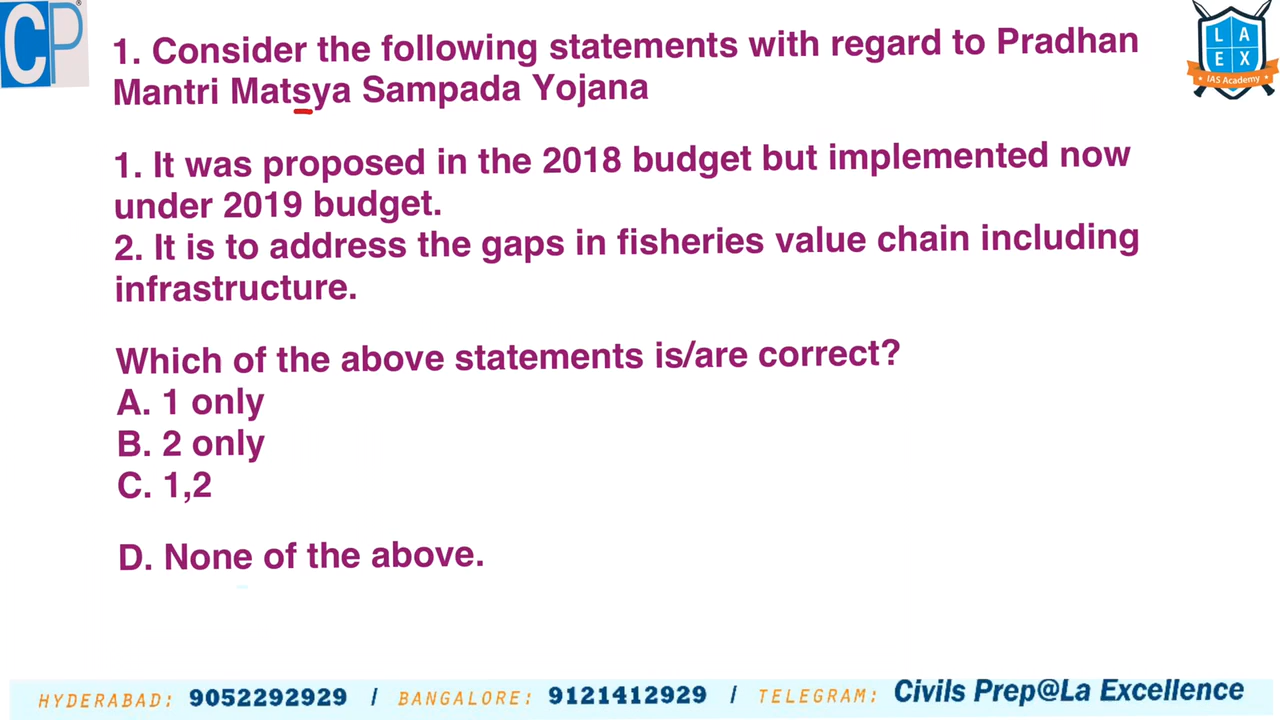 CP
L A
E X
IAS Academy
1. Consider the following statements with regard to Pradhan
Mantri Matsya Sampada Yojana
1. It was proposed in the 2018 budget but implemented now
under 2019 budget.
2. It is to address the gaps in fisheries value chain including
infrastructure.
Which of the above statements is/are correct?
A. 1 only
B. 2 only
C. 1,2
D. None of the above.
HYDERABAD: 9052292929 / BANGALORE: 9121412929 / TELEGRAM: Civils Prep@La Excellence